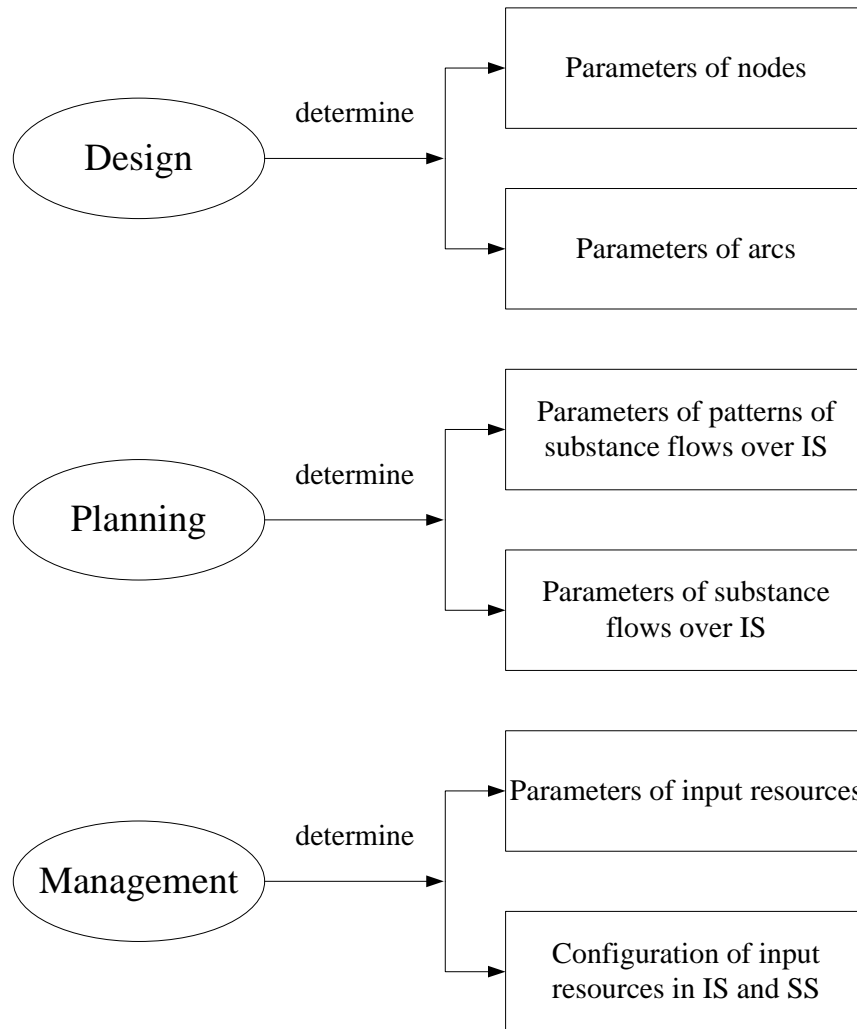 Parameters of nodes
determine
Design
Parameters of arcs
Parameters of patterns of
substance flows over IS
determine
Planning
Parameters of substance
flows over IS
Parameters of input resources
determine
Management
Configuration of input
resources in IS and SS